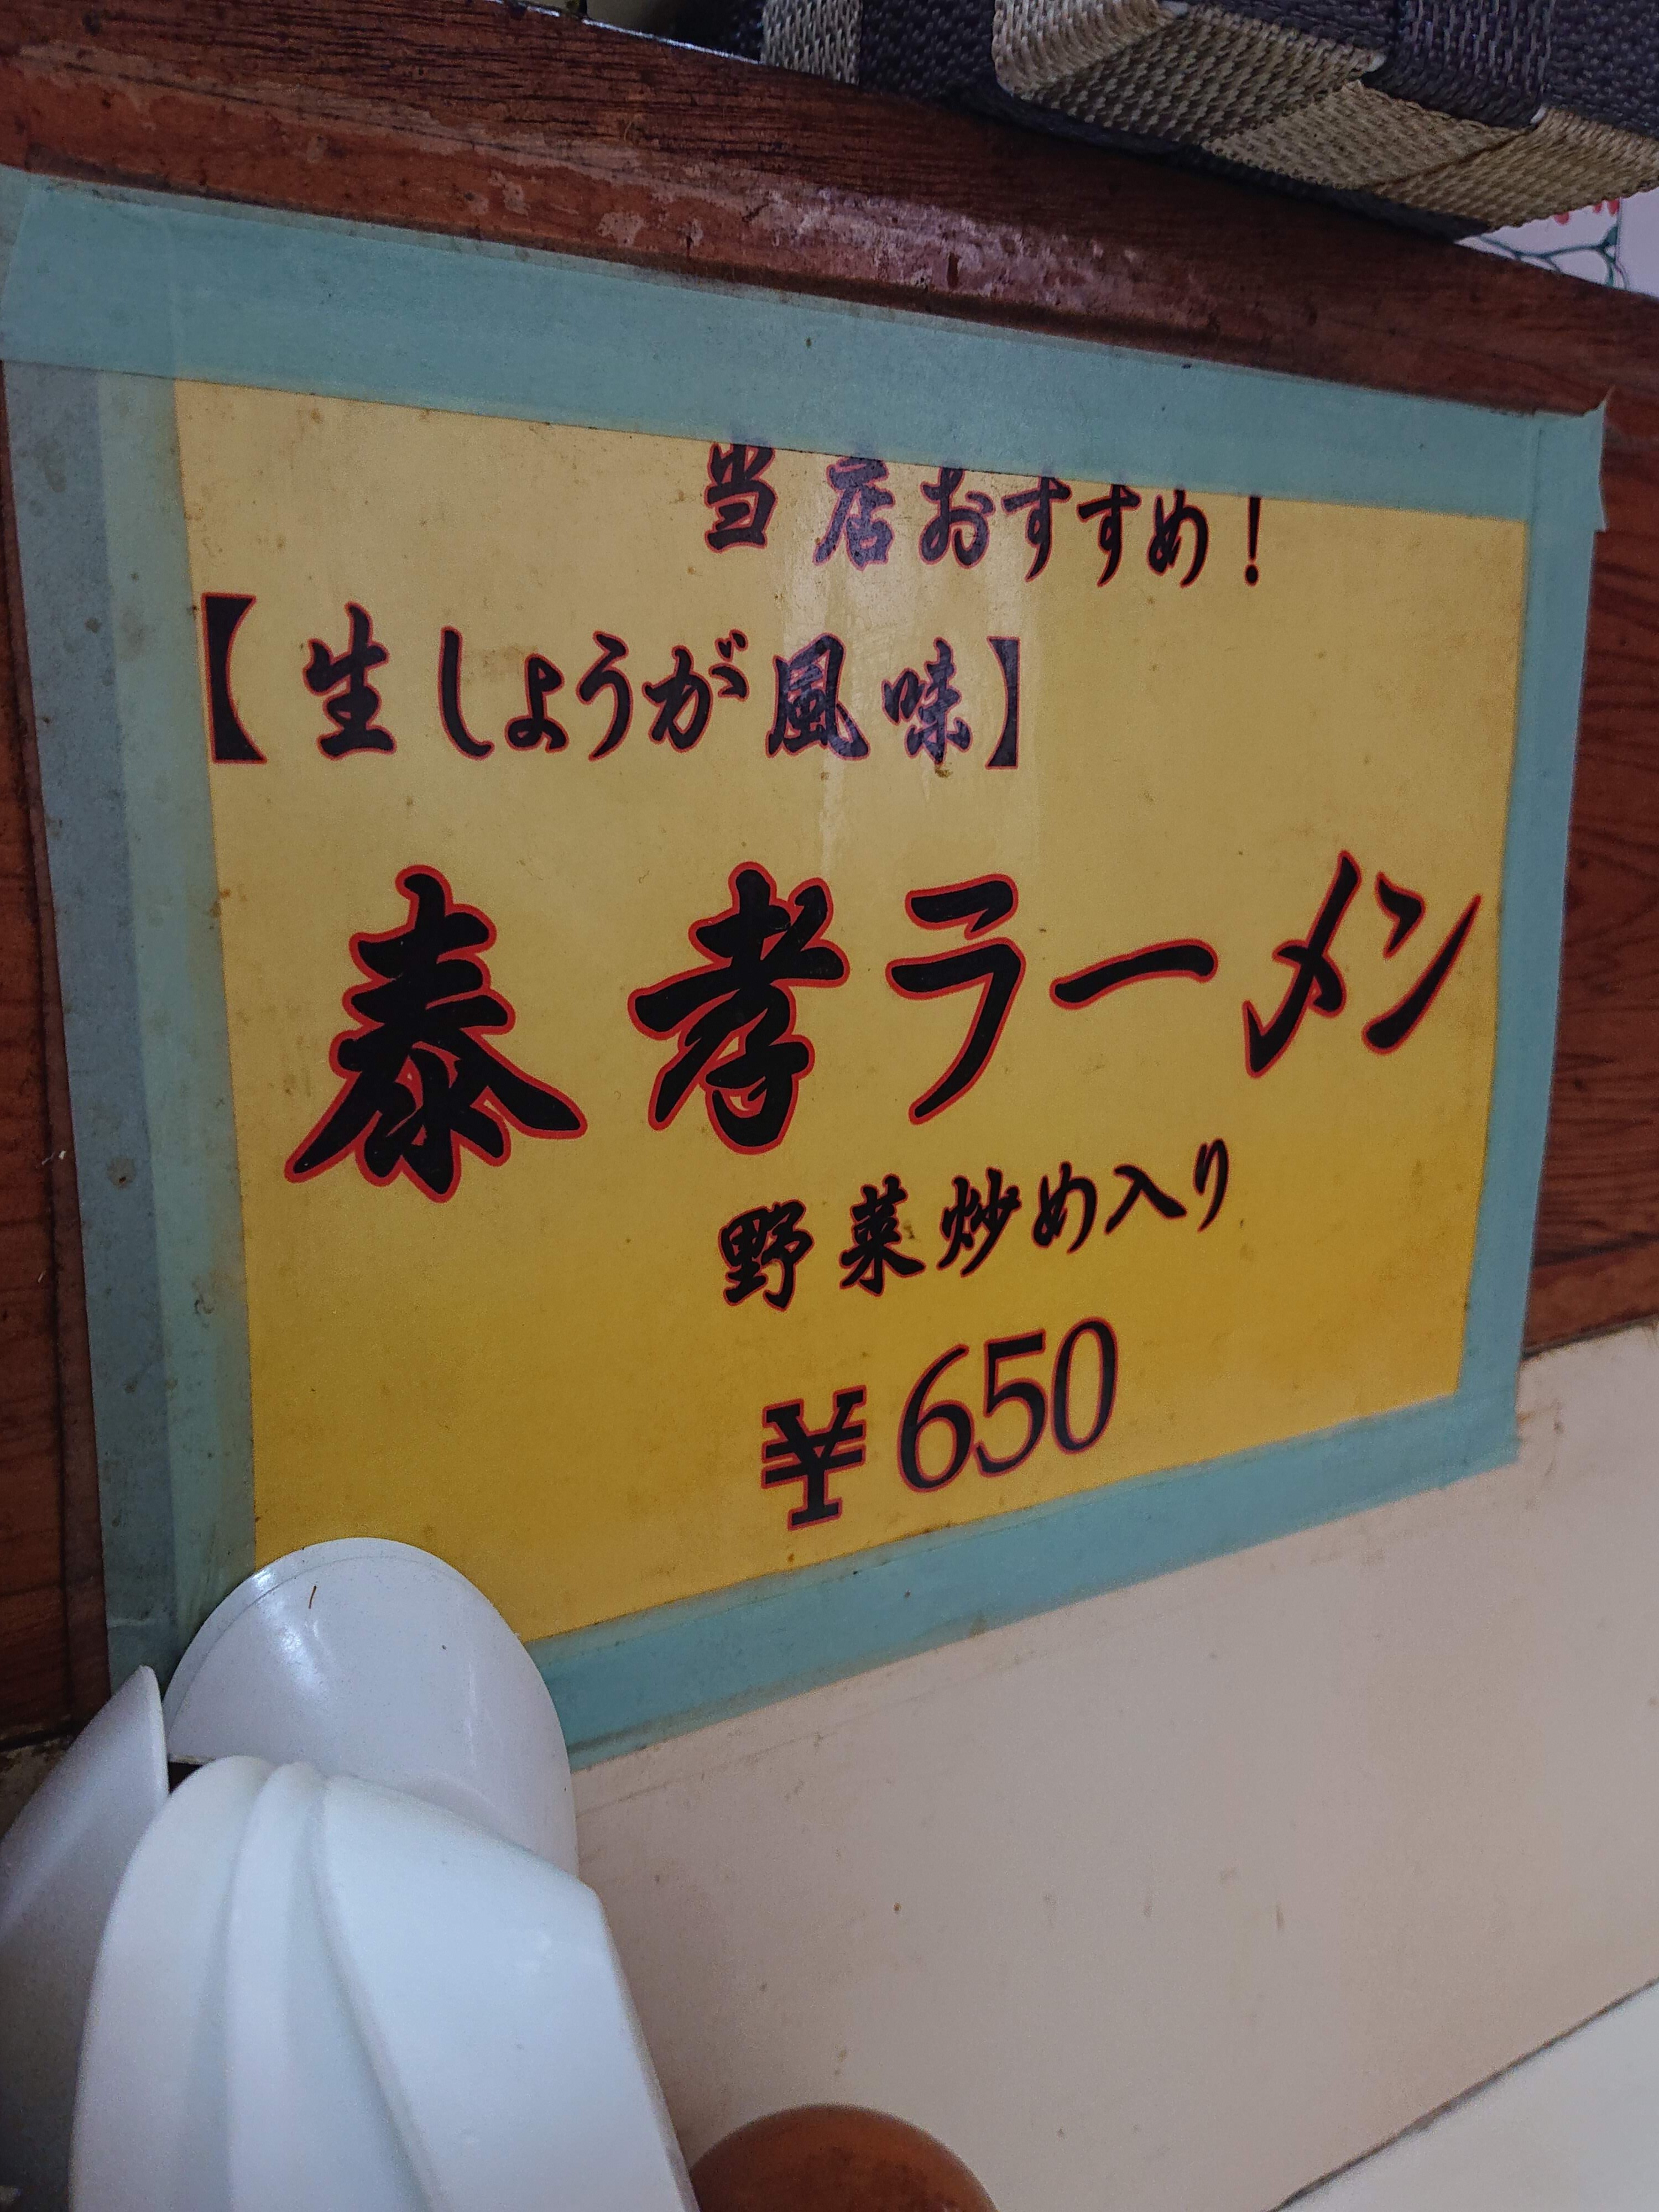 当店おすすめ！
【生しょうが風味】
泰孝ラーメン
野菜炒め入り
¥650